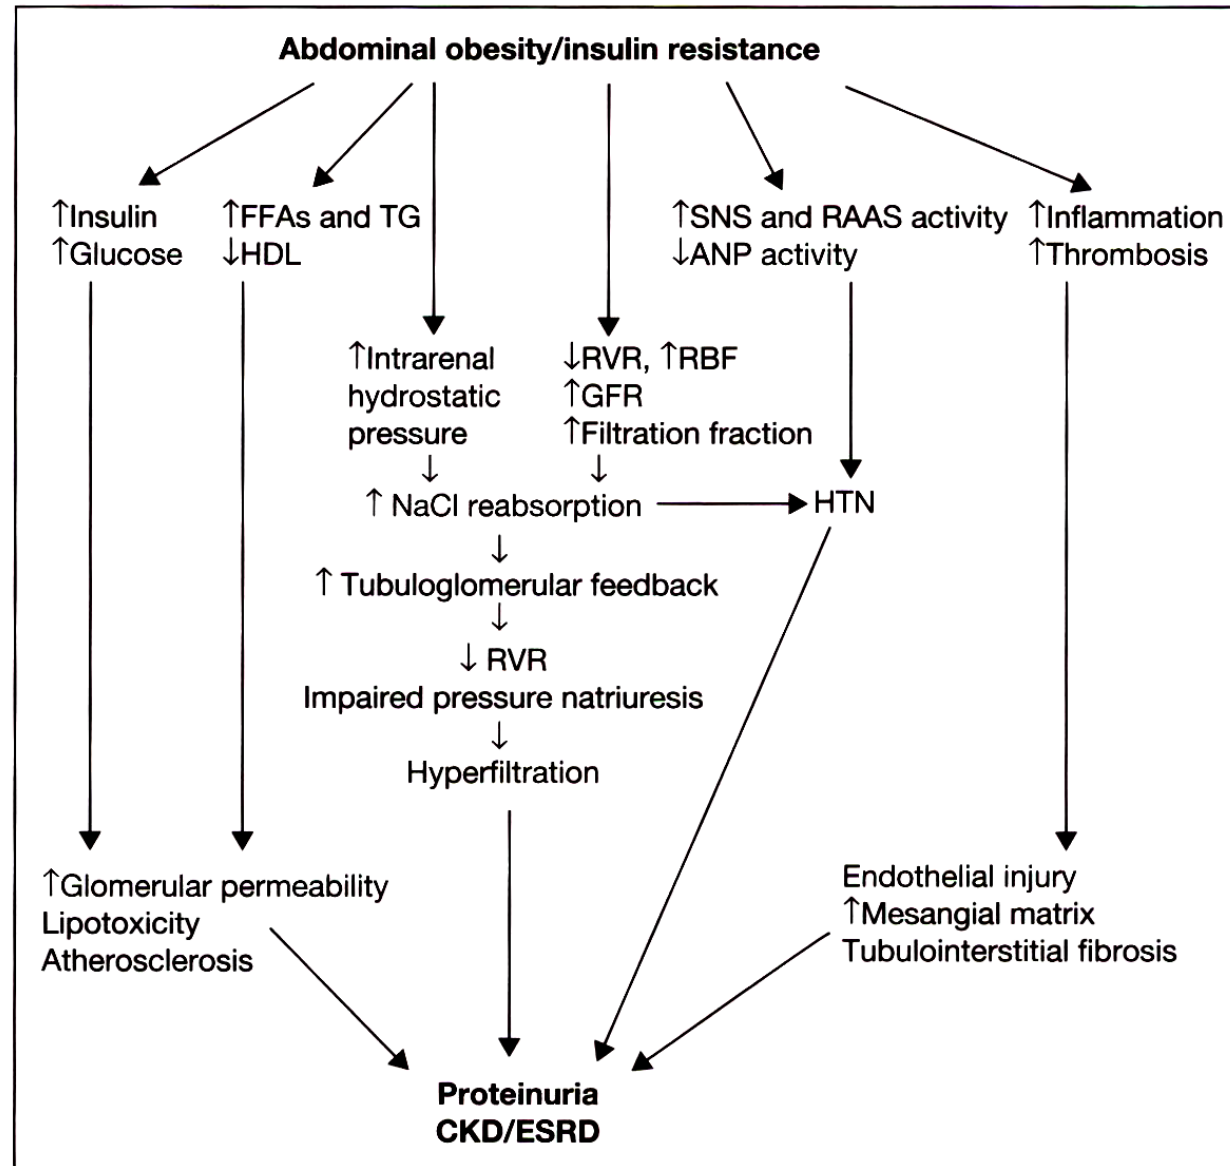 Abdominal obesity/insulin resistance
↑Insulin
↑Glucose
↑FFAs and TG
↓HDL
↑SNS and RAAS activity
↓ANP activity
↑Inflammation
↑Thrombosis
↑Intrarenal
hydrostatic
pressure
↓RVR, ↑RBF
↑GFR
↑Filtration fraction
↑ NaCl reabsorption
HTN
↑ Tubuloglomerular feedback
↓ RVR
Impaired pressure natriuresis
Hyperfiltration
↑Glomerular permeability
Lipotoxicity
Atherosclerosis
Endothelial injury
↑Mesangial matrix
Tubulointerstitial fibrosis
Proteinuria
CKD/ESRD